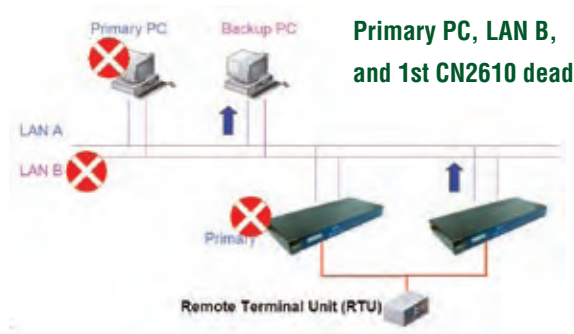 Primary PC
Backup PC
Primary PC, LAN B,
and 1st CN2610 dead
LAN A
LAN B
Primary
Remote Terminal Unit (RTU)